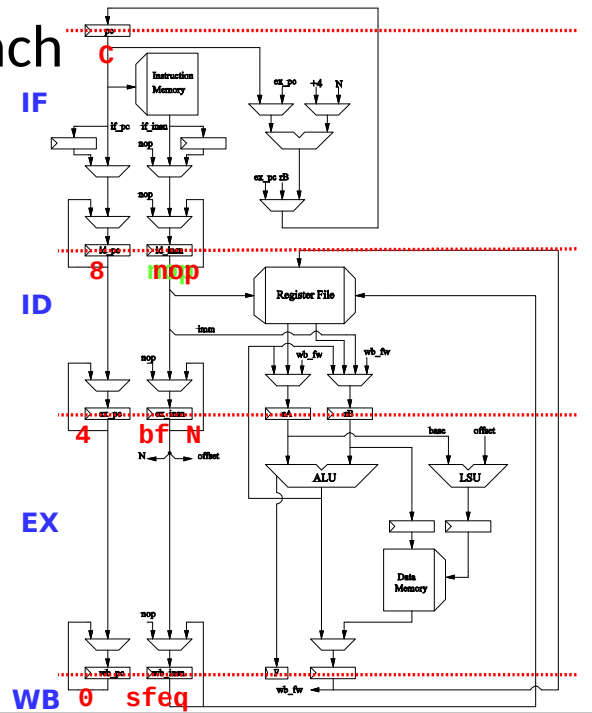 nch
pc
C
Instruction
Memory
ex_pc +4 N
IF
if_pc if_insn
nop
nop
ex_pc rB
id_pc id_insn
8 nop
Register File
ID
imm
nop wb_fw wb_fw
ex_pc ex_insn rA rB
4 bf N
base offset
N offset
ALU LSU
EX
Data
Memory
nop
wb_pc wb_insn F
wb_fw
WB 0 sfeq